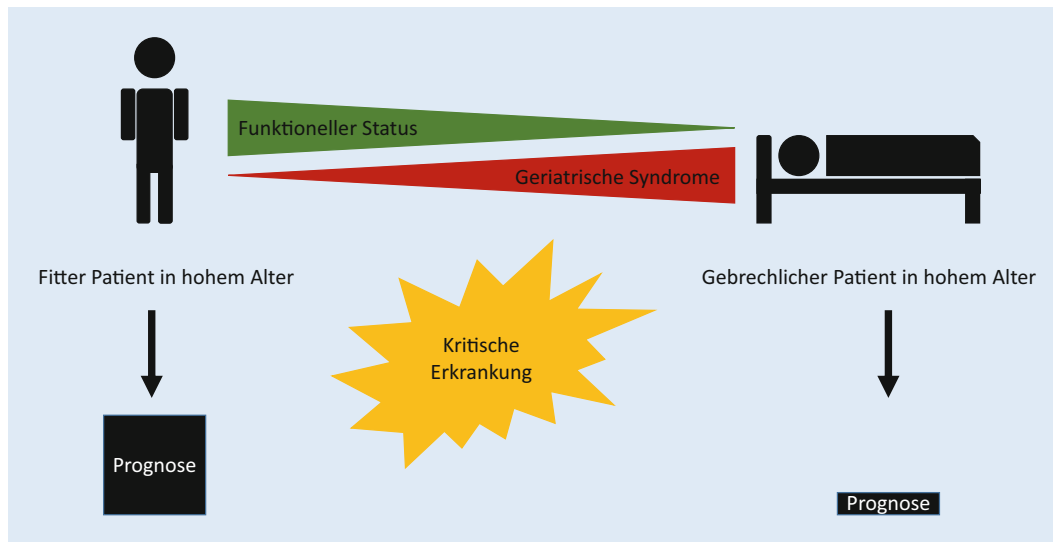 Funktioneller Status
Geriatrische Syndrome
Fitter Patient in hohem Alter
Gebrechlicher Patient in hohem Alter
Kritische
Erkrankung
Prognose
Prognose